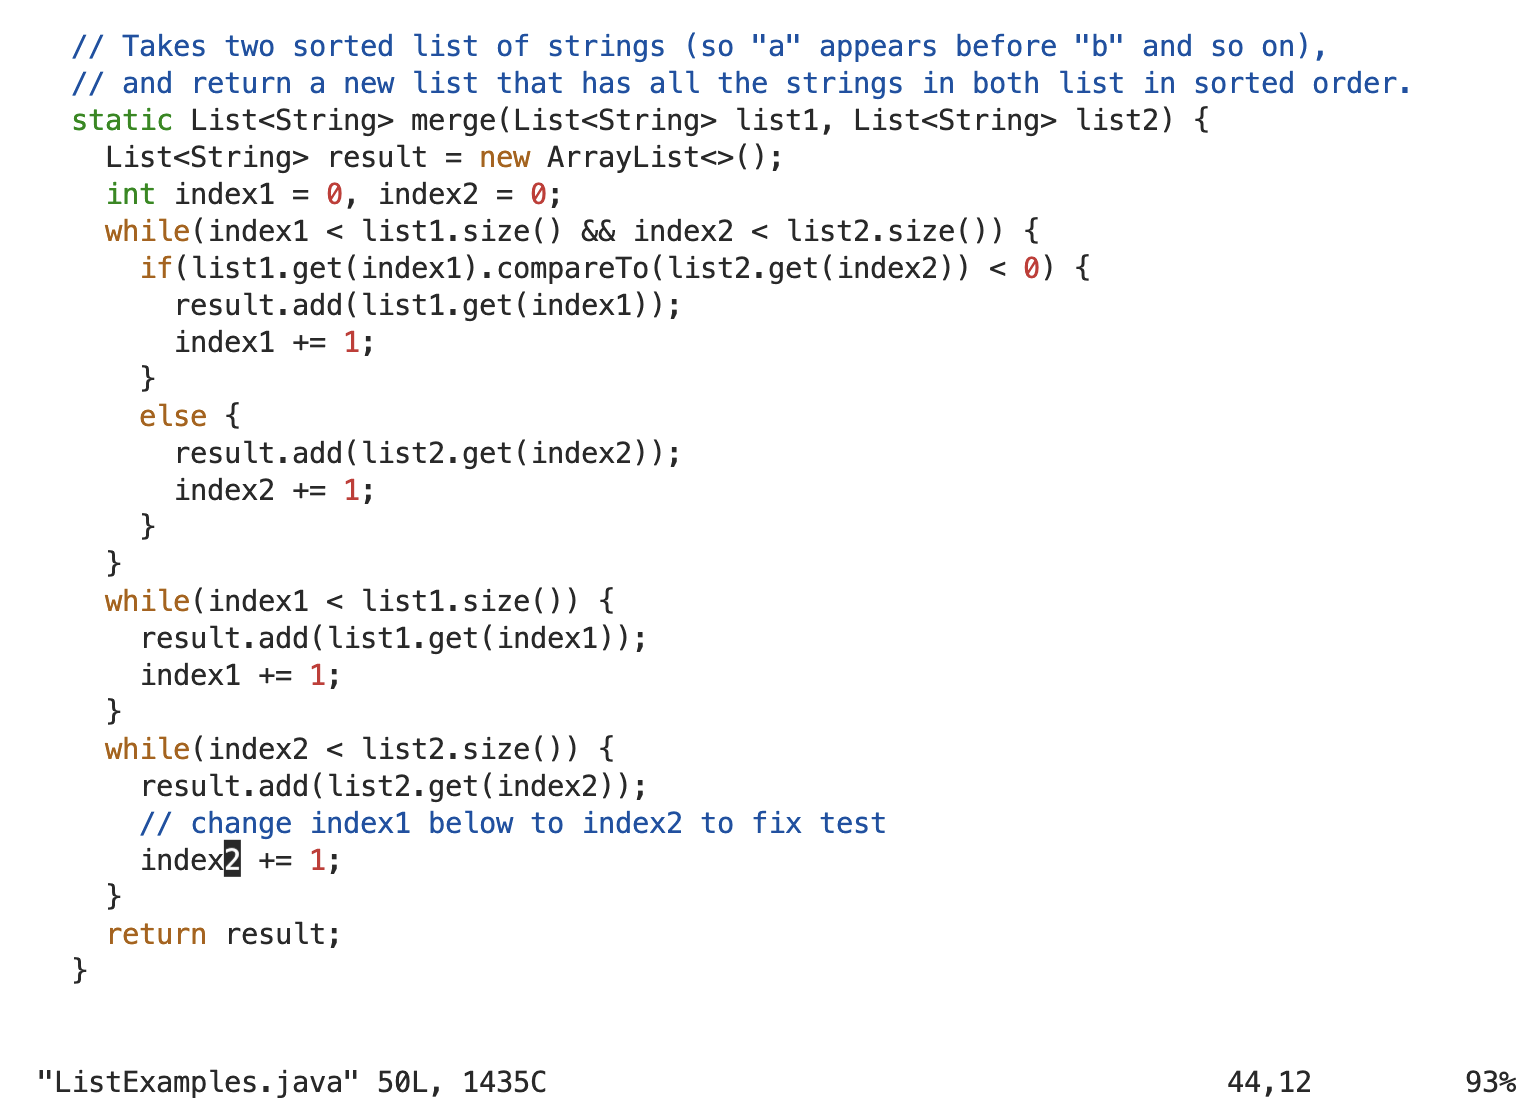 // Takes two sorted list of strings (so "a" appears before "b" and so on),
// and return a new list that has all the strings in both list in sorted order.
static List<String> merge(List<String> list1, List<String> list2) {
  List<String> result = new ArrayList<>();
  int index1 = 0, index2 = 0;
  while(index1 < list1.size() && index2 < list2.size()) {
    if(list1.get(index1).compareTo(list2.get(index2)) < 0) {
      result.add(list1.get(index1));
      index1 += 1;
    }
    else {
      result.add(list2.get(index2));
      index2 += 1;
    }
  }
  while(index1 < list1.size()) {
    result.add(list1.get(index1));
    index1 += 1;
  }
  while(index2 < list2.size()) {
    result.add(list2.get(index2));
    // change index1 below to index2 to fix test
    index2 += 1;
  }
  return result;
}
"ListExamples.java" 50L, 1435C 44,12 93%